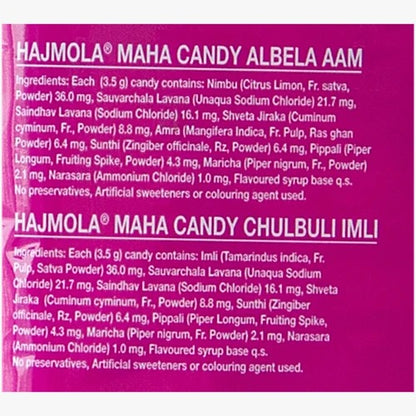 HAJMOLA® MAHA CANDY ALBELA AAM
Ingredients: Each (3.5 g) candy contains: Nimbu (Citrus Limon, Fr. satva,
Powder) 36.0 mg, Sauvarchala Lavana (Unaqua Sodium Chloride) 21.7 mg,
Saindhav Lavana (Sodium Chloride) 16.1 mg, Shveta Jiraka (Cuminum
cyminum, Fr., Powder) 8.8 mg, Amra (Mangifera Indica, Fr. Pulp, Ras ghan
Powder) 6.4 mg, Sunthi (Zingiber officinale, Rz, Powder) 6.4 mg, Pippali (Piper
Longum, Fruiting Spike, Powder) 4.3 mg, Maricha (Piper nigrum, Fr., Powder)
2.1 mg, Narasara (Ammonium Chloride) 1.0 mg, Flavoured syrup base q.s.
No preservatives, Artificial sweeteners or colouring agent used.
HAJMOLA® MAHA CANDY CHULBULI IMLI
Ingredients: Each (3.5 g) candy contains: Imli (Tamarindus indica, Fr.
Pulp, Satva Powder) 36.0 mg, Sauvarchala Lavana (Unaqua Sodium
Chloride) 21.7 mg, Saindhav Lavana (Sodium Chloride) 16.1 mg, Shveta
Jiraka (Cuminum cyminum, Fr., Powder) 8.8 mg, Sunthi (Zingiber
officinale, Rz, Powder) 6.4 mg, Pippali (Piper Longum, Fruiting Spike,
Powder) 4.3 mg, Maricha (Piper nigrum, Fr. Powder) 2.1 mg, Narasara
(Ammonium Chloride) 1.0 mg, Flavoured syrup base q.s.
No preservatives, Artificial sweeteners or colouring agent used.